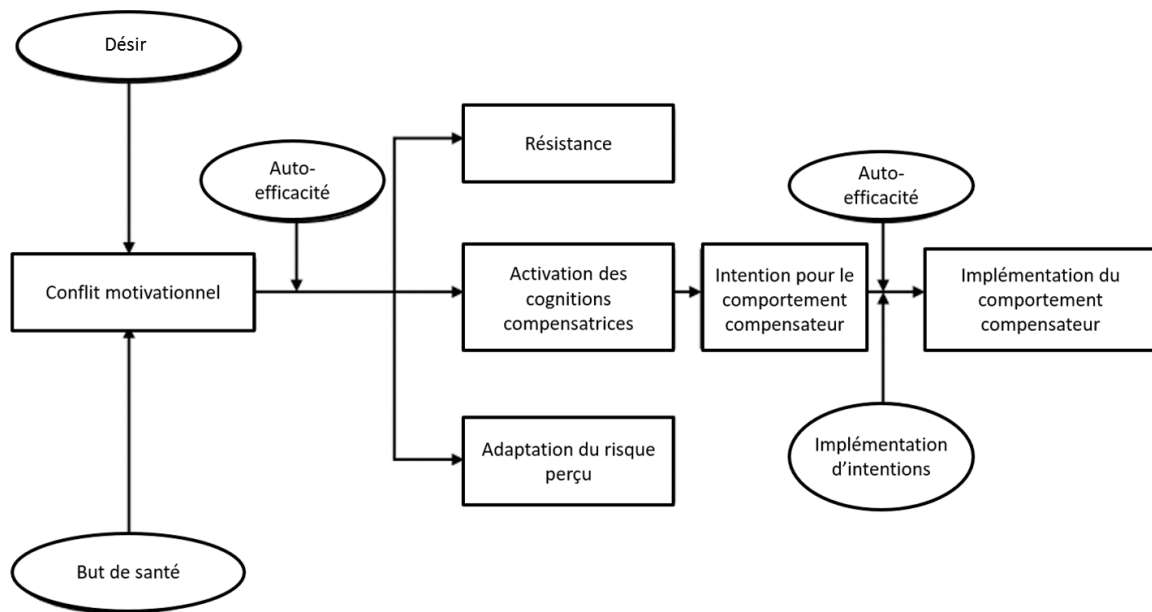 Désir
Auto-
efficacité
Résistance
Auto-
efficacité
Conflit motivationnel
Activation des
cognitions
compensatrices
Intention pour le
comportement
compensateur
Implémentation du
comportement
compensateur
Adaptation du risque
perçu
Implémentation
d’intentions
But de santé